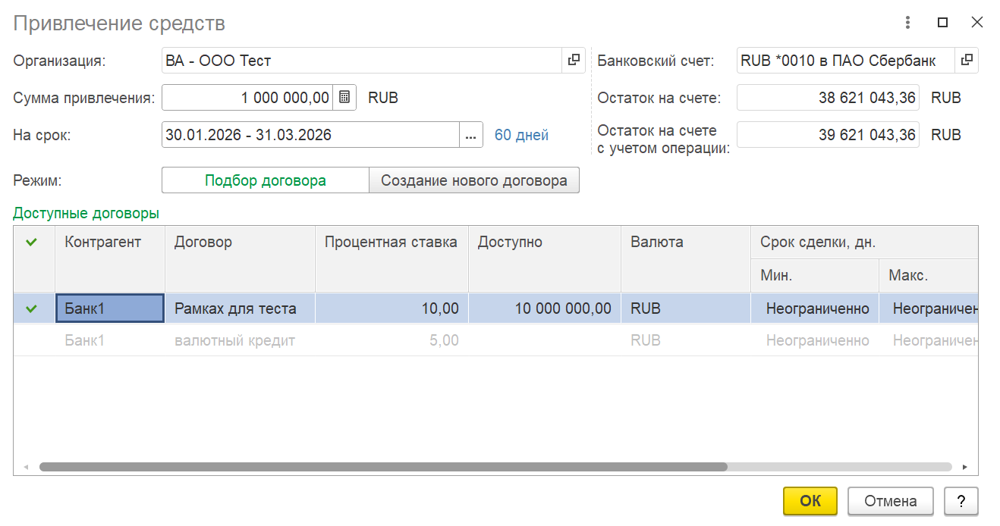 Привлечение средств
Организация: ВА - ООО Тест Банковский счет: RUB *0010 в ПАО Сбербанк
Сумма привлечения: 1 000 000,00 RUB Остаток на счете: 38 621 043,36 RUB
На срок: 30.01.2026 - 31.03.2026 ... 60 дней Остаток на счете
с учетом операции: 39 621 043,36 RUB
Режим: Подбор договора Создание нового договора
Доступные договоры
Контрагент Договор Процентная ставка Доступно Валюта Срок сделки, дн.
Мин. Макс.
Банк1 Рамках для теста 10,00 10 000 000,00 RUB Неограниченно Неограничен
Банк1 валютный кредит 5,00 RUB Неограниченно Неограничен
ОК Отмена ?